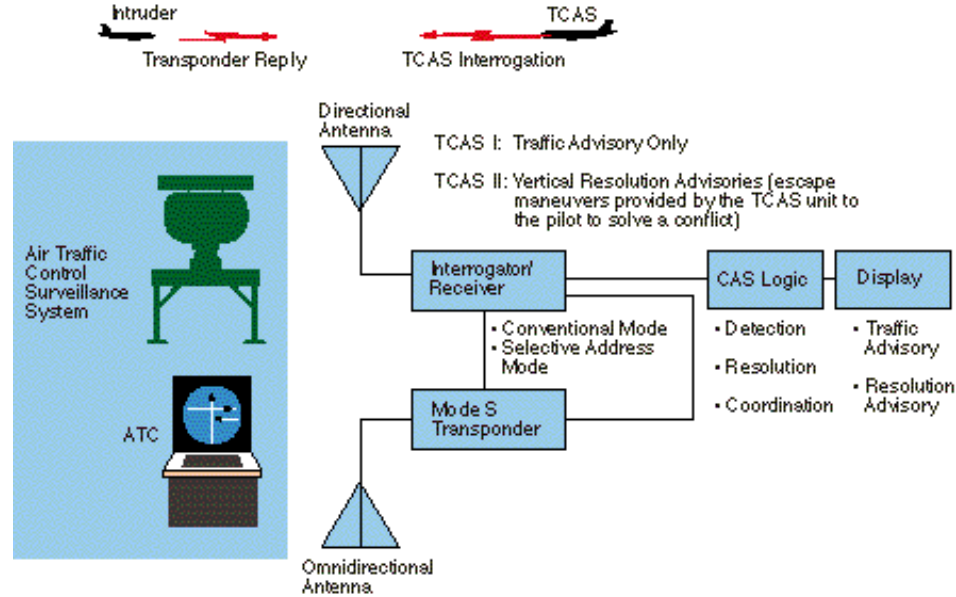 Intruder
TCAS
Transponder Reply
TCAS Interrogation
Directional
Antenna
TCAS I: Traffic Advisory Only
TCAS II: Vertical Resolution Advisories (escape
maneuvers provided by the TCAS unit to
the pilot to solve a conflict)
Air Traffic
Control
Surveillance
System
Interrogator/
Receiver
CAS Logic
Display
• Conventional Mode
• Selective Address
Mode
• Detection
• Resolution
• Coordination
• Traffic
Advisory
• Resolution
Advisory
Mode S
Transponder
ATC
Omnidirectional
Antenna